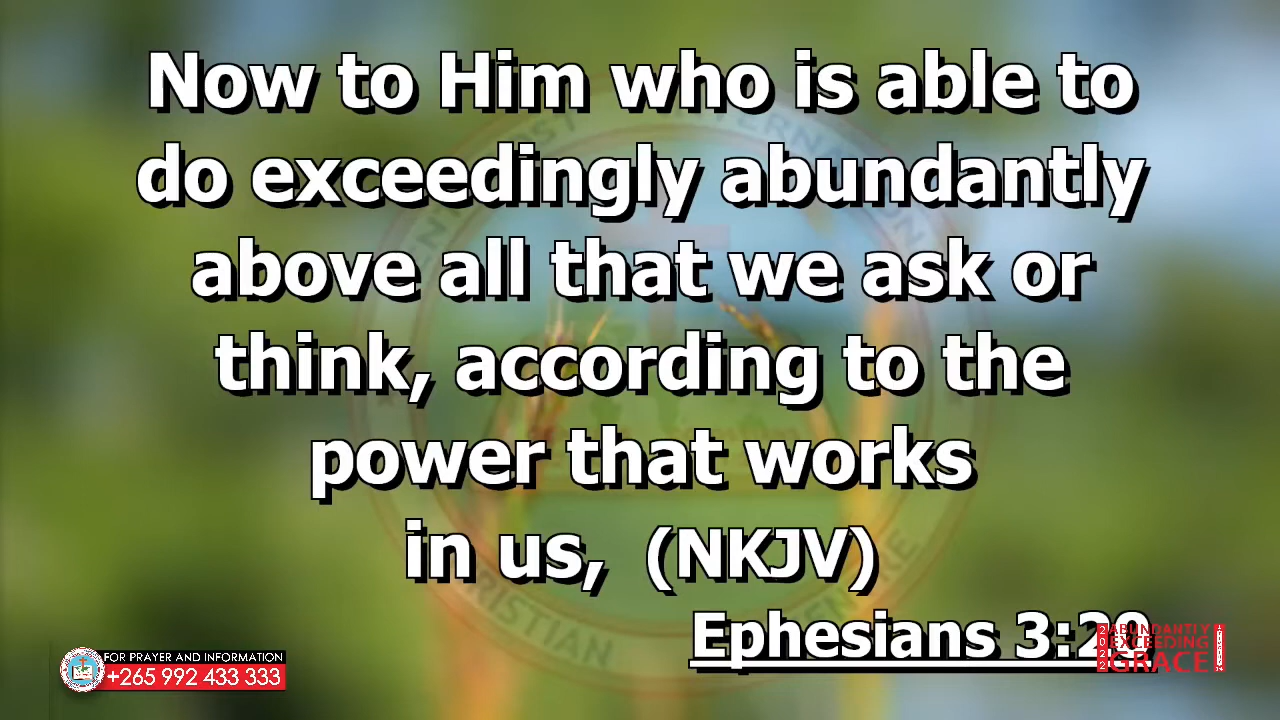 Now to Him who is able to
do exceedingly abundantly
above all that we ask or
think, according to the
power that works
in us, (NKJV)
Ephesians 3:20
FOR PRAYER AND INFORMATION
+265 992 433 333
ABUNDANTLY
EXCEEDING
GRACE